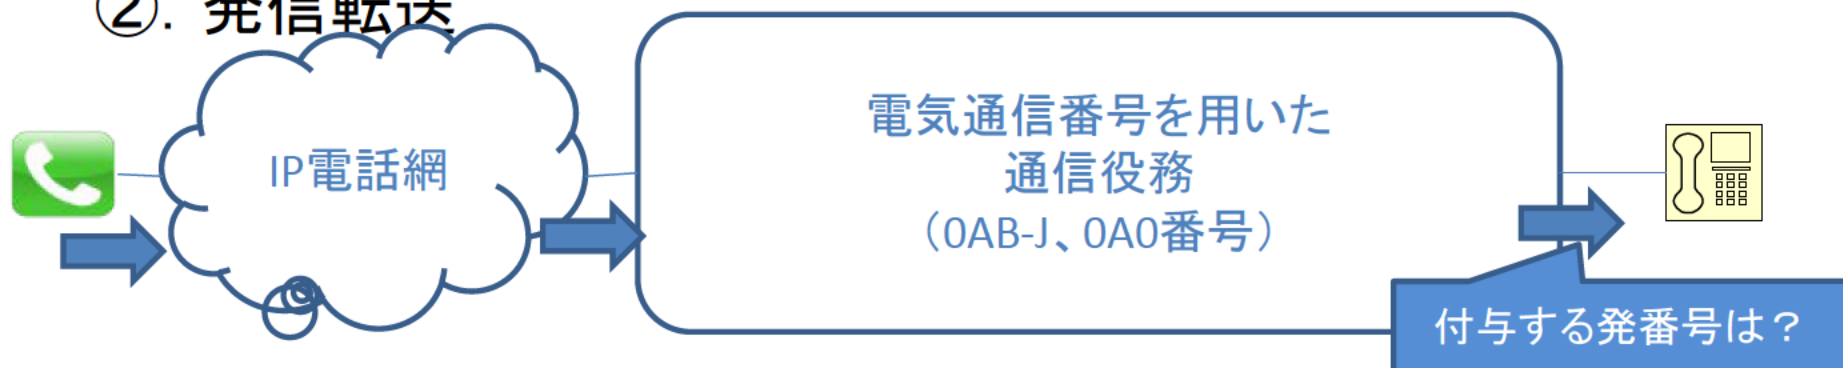 ②. 発信転送
IP電話網
電気通信番号を用いた
通信役務
（0AB-J、0A0番号）
付与する発番号は？